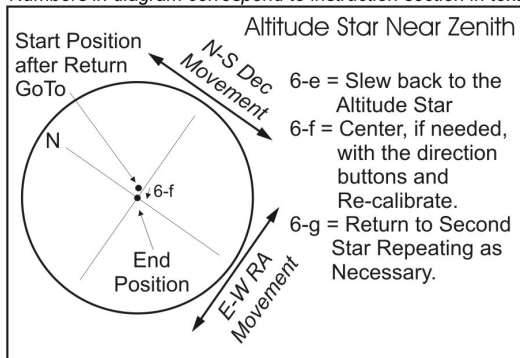 Numbers in diagram correspond to instruction section in text
Altitude Star Near Zenith
Start Position
after Return
GoTo
N-S Dec
Movement
N
6-f
End
Position
E-W RA
Movement
6-e = Slew back to the
Altitude Star
6-f = Center, if needed,
with the direction
buttons and
Re-calibrate.
6-g = Return to Second
Star Repeating as
Necessary.